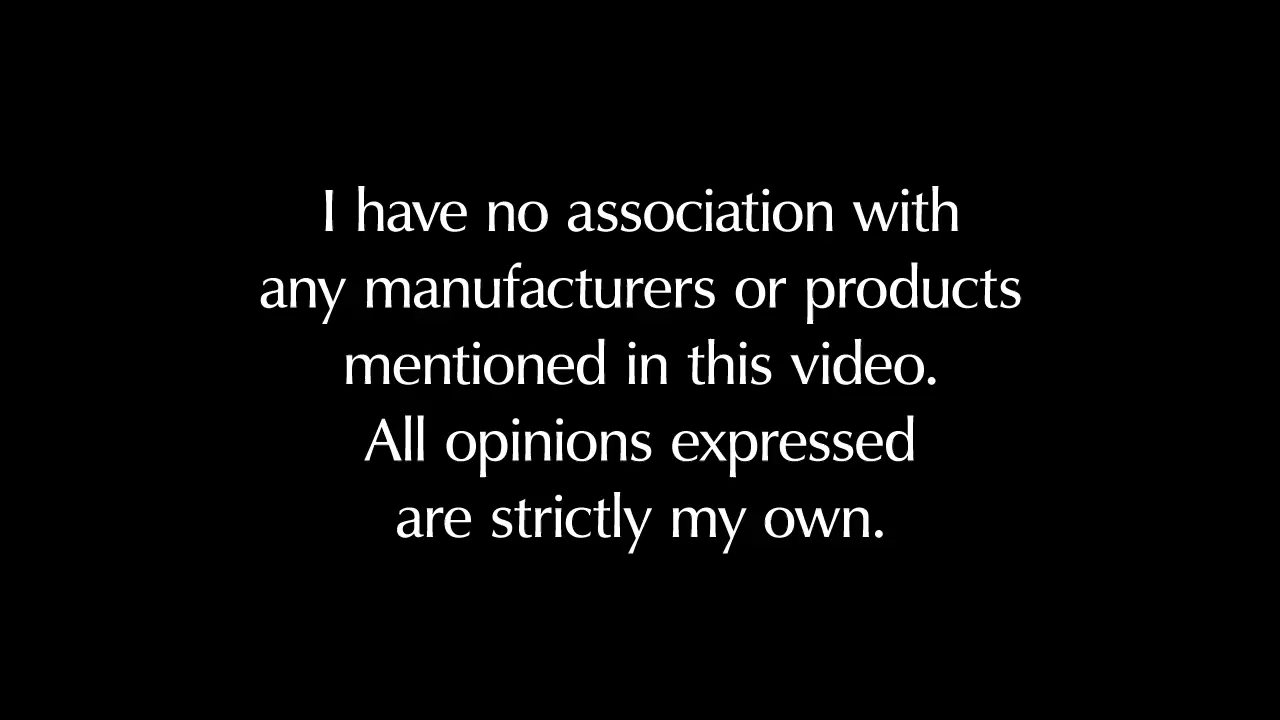 I have no association with
any manufacturers or products
mentioned in this video.
All opinions expressed
are strictly my own.